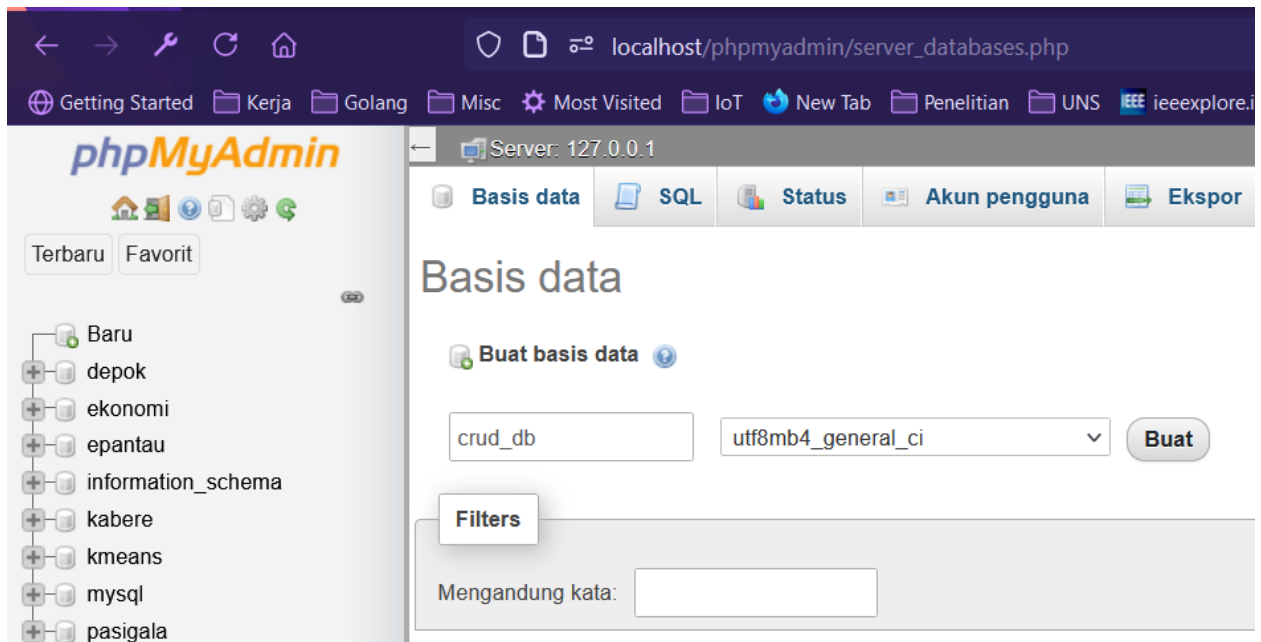 localhost/phpmyadmin/server_databases.php
Getting Started Kerja Golang Misc Most Visited IoT New Tab Penelitian UNS IEEE ieeexplore.i
phpMyAdmin
Terbaru Favorit
Baru
depok
ekonomi
epantau
information_schema
kabere
kmeans
mysql
pasigala
Server: 127.0.0.1
Basis data SQL Status Akun pengguna Ekspor
Basis data
Buat basis data
crud_db utf8mb4_general_ci Buat
Filters
Mengandung kata: